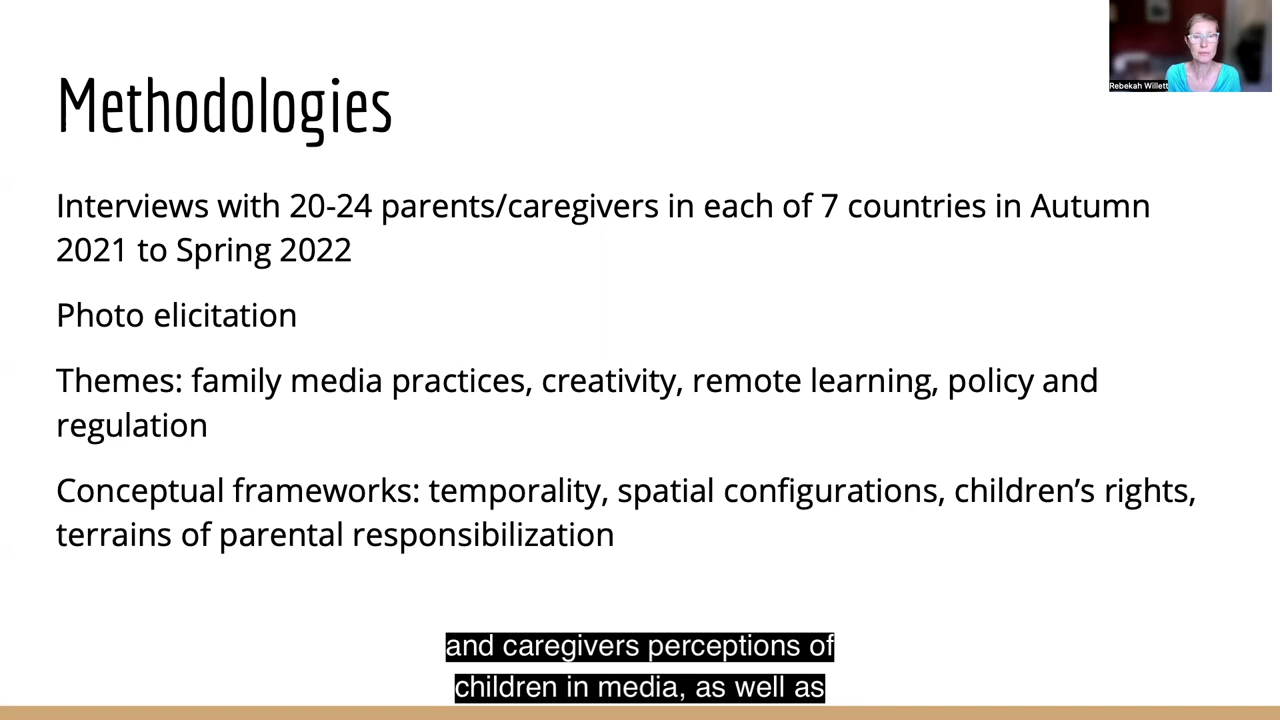 Rebekah Willett
Methodologies
Interviews with 20-24 parents/caregivers in each of 7 countries in Autumn
2021 to Spring 2022
Photo elicitation
Themes: family media practices, creativity, remote learning, policy and
regulation
Conceptual frameworks: temporality, spatial configurations, children’s rights,
terrains of parental responsibilization
and caregivers perceptions of
children in media, as well as